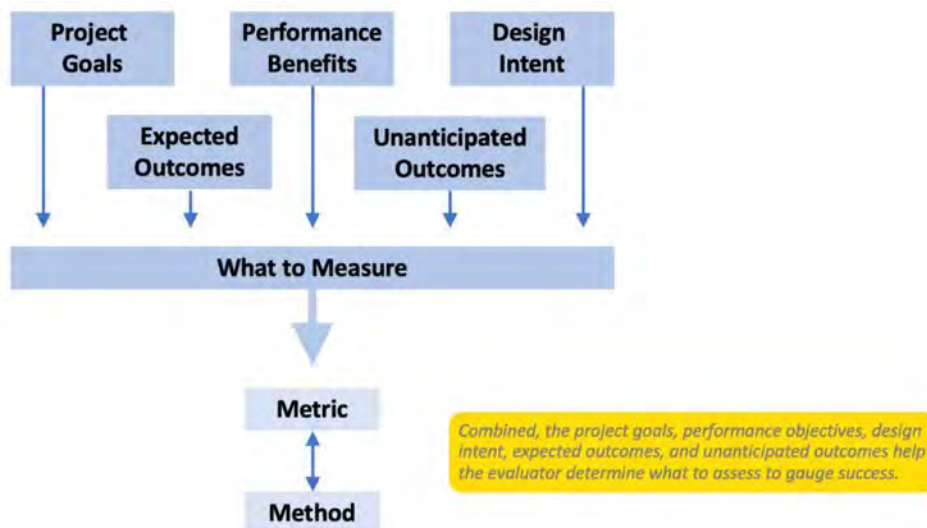 Project
Goals
Performance
Benefits
Design
Intent
Expected
Outcomes
Unanticipated
Outcomes
What to Measure
Metric
Method
Combined, the project goals, performance objectives, design
intent, expected outcomes, and unanticipated outcomes help
the evaluator determine what to assess to gauge success.